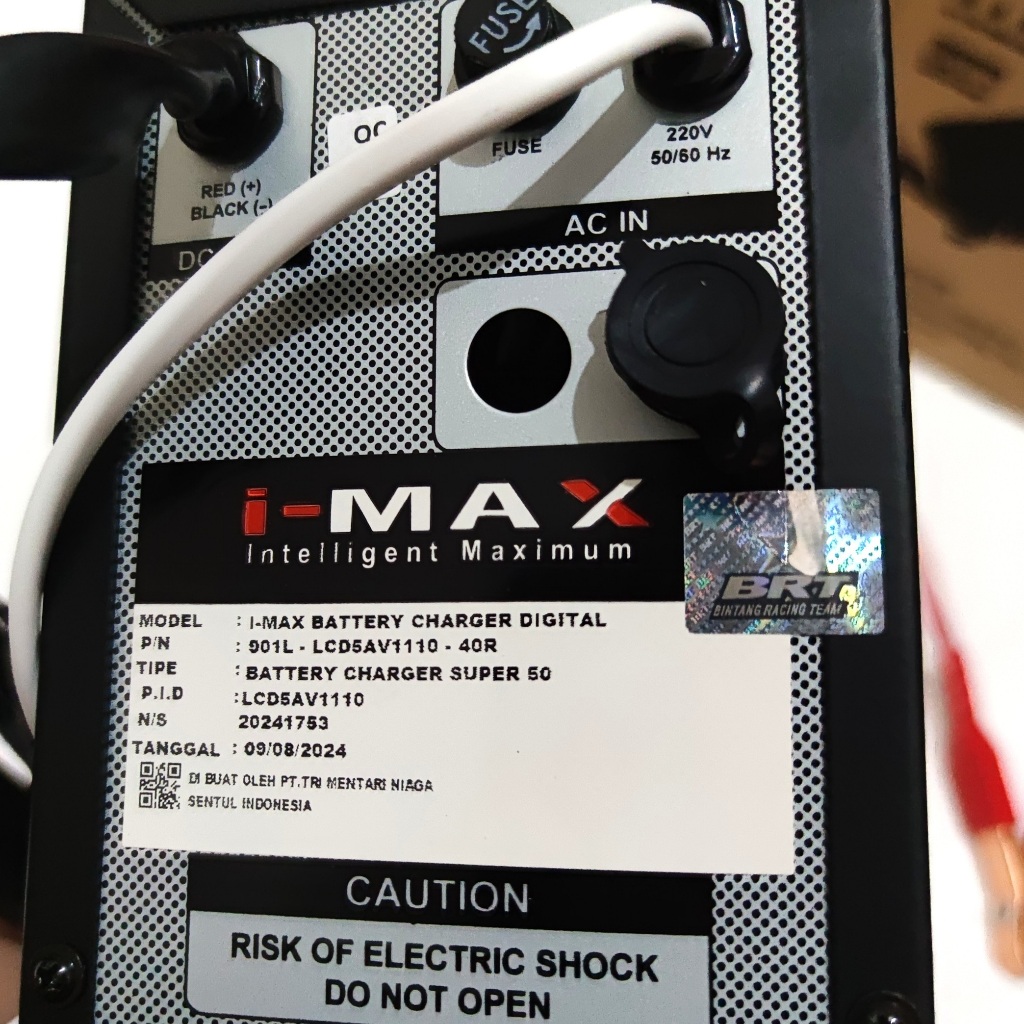 FUSE
QC
FUSE
220V
50/60 Hz
RED (+)
BLACK (-)
AC IN
DC
i-MAX
Intelligent Maximum
BRT
BINTANG RACING TEAM
MODEL : I-MAX BATTERY CHARGER DIGITAL
P/N : 901L - LCD5AV1110 - 40R
TIPE : BATTERY CHARGER SUPER 50
P.I.D :LCD5AV1110
N/S 20241753
TANGGAL : 09/08/2024
DI BUAT OLEH PT.TRI MENTARI NIAGA
SENTUL INDONESIA
CAUTION
RISK OF ELECTRIC SHOCK
DO NOT OPEN